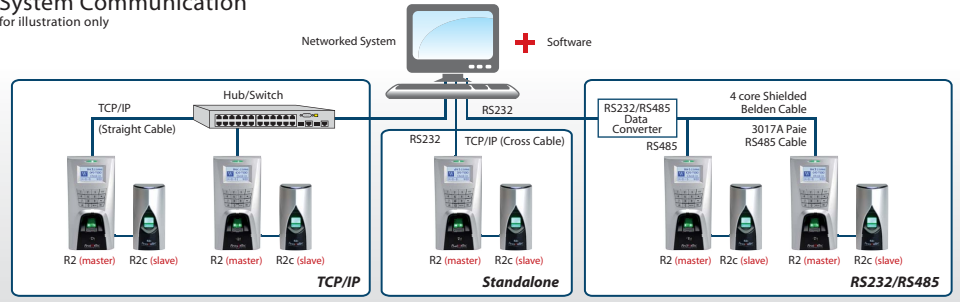 System Communication
for illustration only
Networked System
Software
TCP/IP
(Straight Cable)
Hub/Switch
R2 (master)
R2c (slave)
R2 (master)
R2c (slave)
TCP/IP
RS232
RS232
TCP/IP (Cross Cable)
R2 (master)
R2c (slave)
Standalone
RS232/RS485
Data
Converter
RS485
4 core Shielded
Belden Cable
3017A Paie
RS485 Cable
R2 (master)
R2c (slave)
R2 (master)
R2c (slave)
RS232/RS485